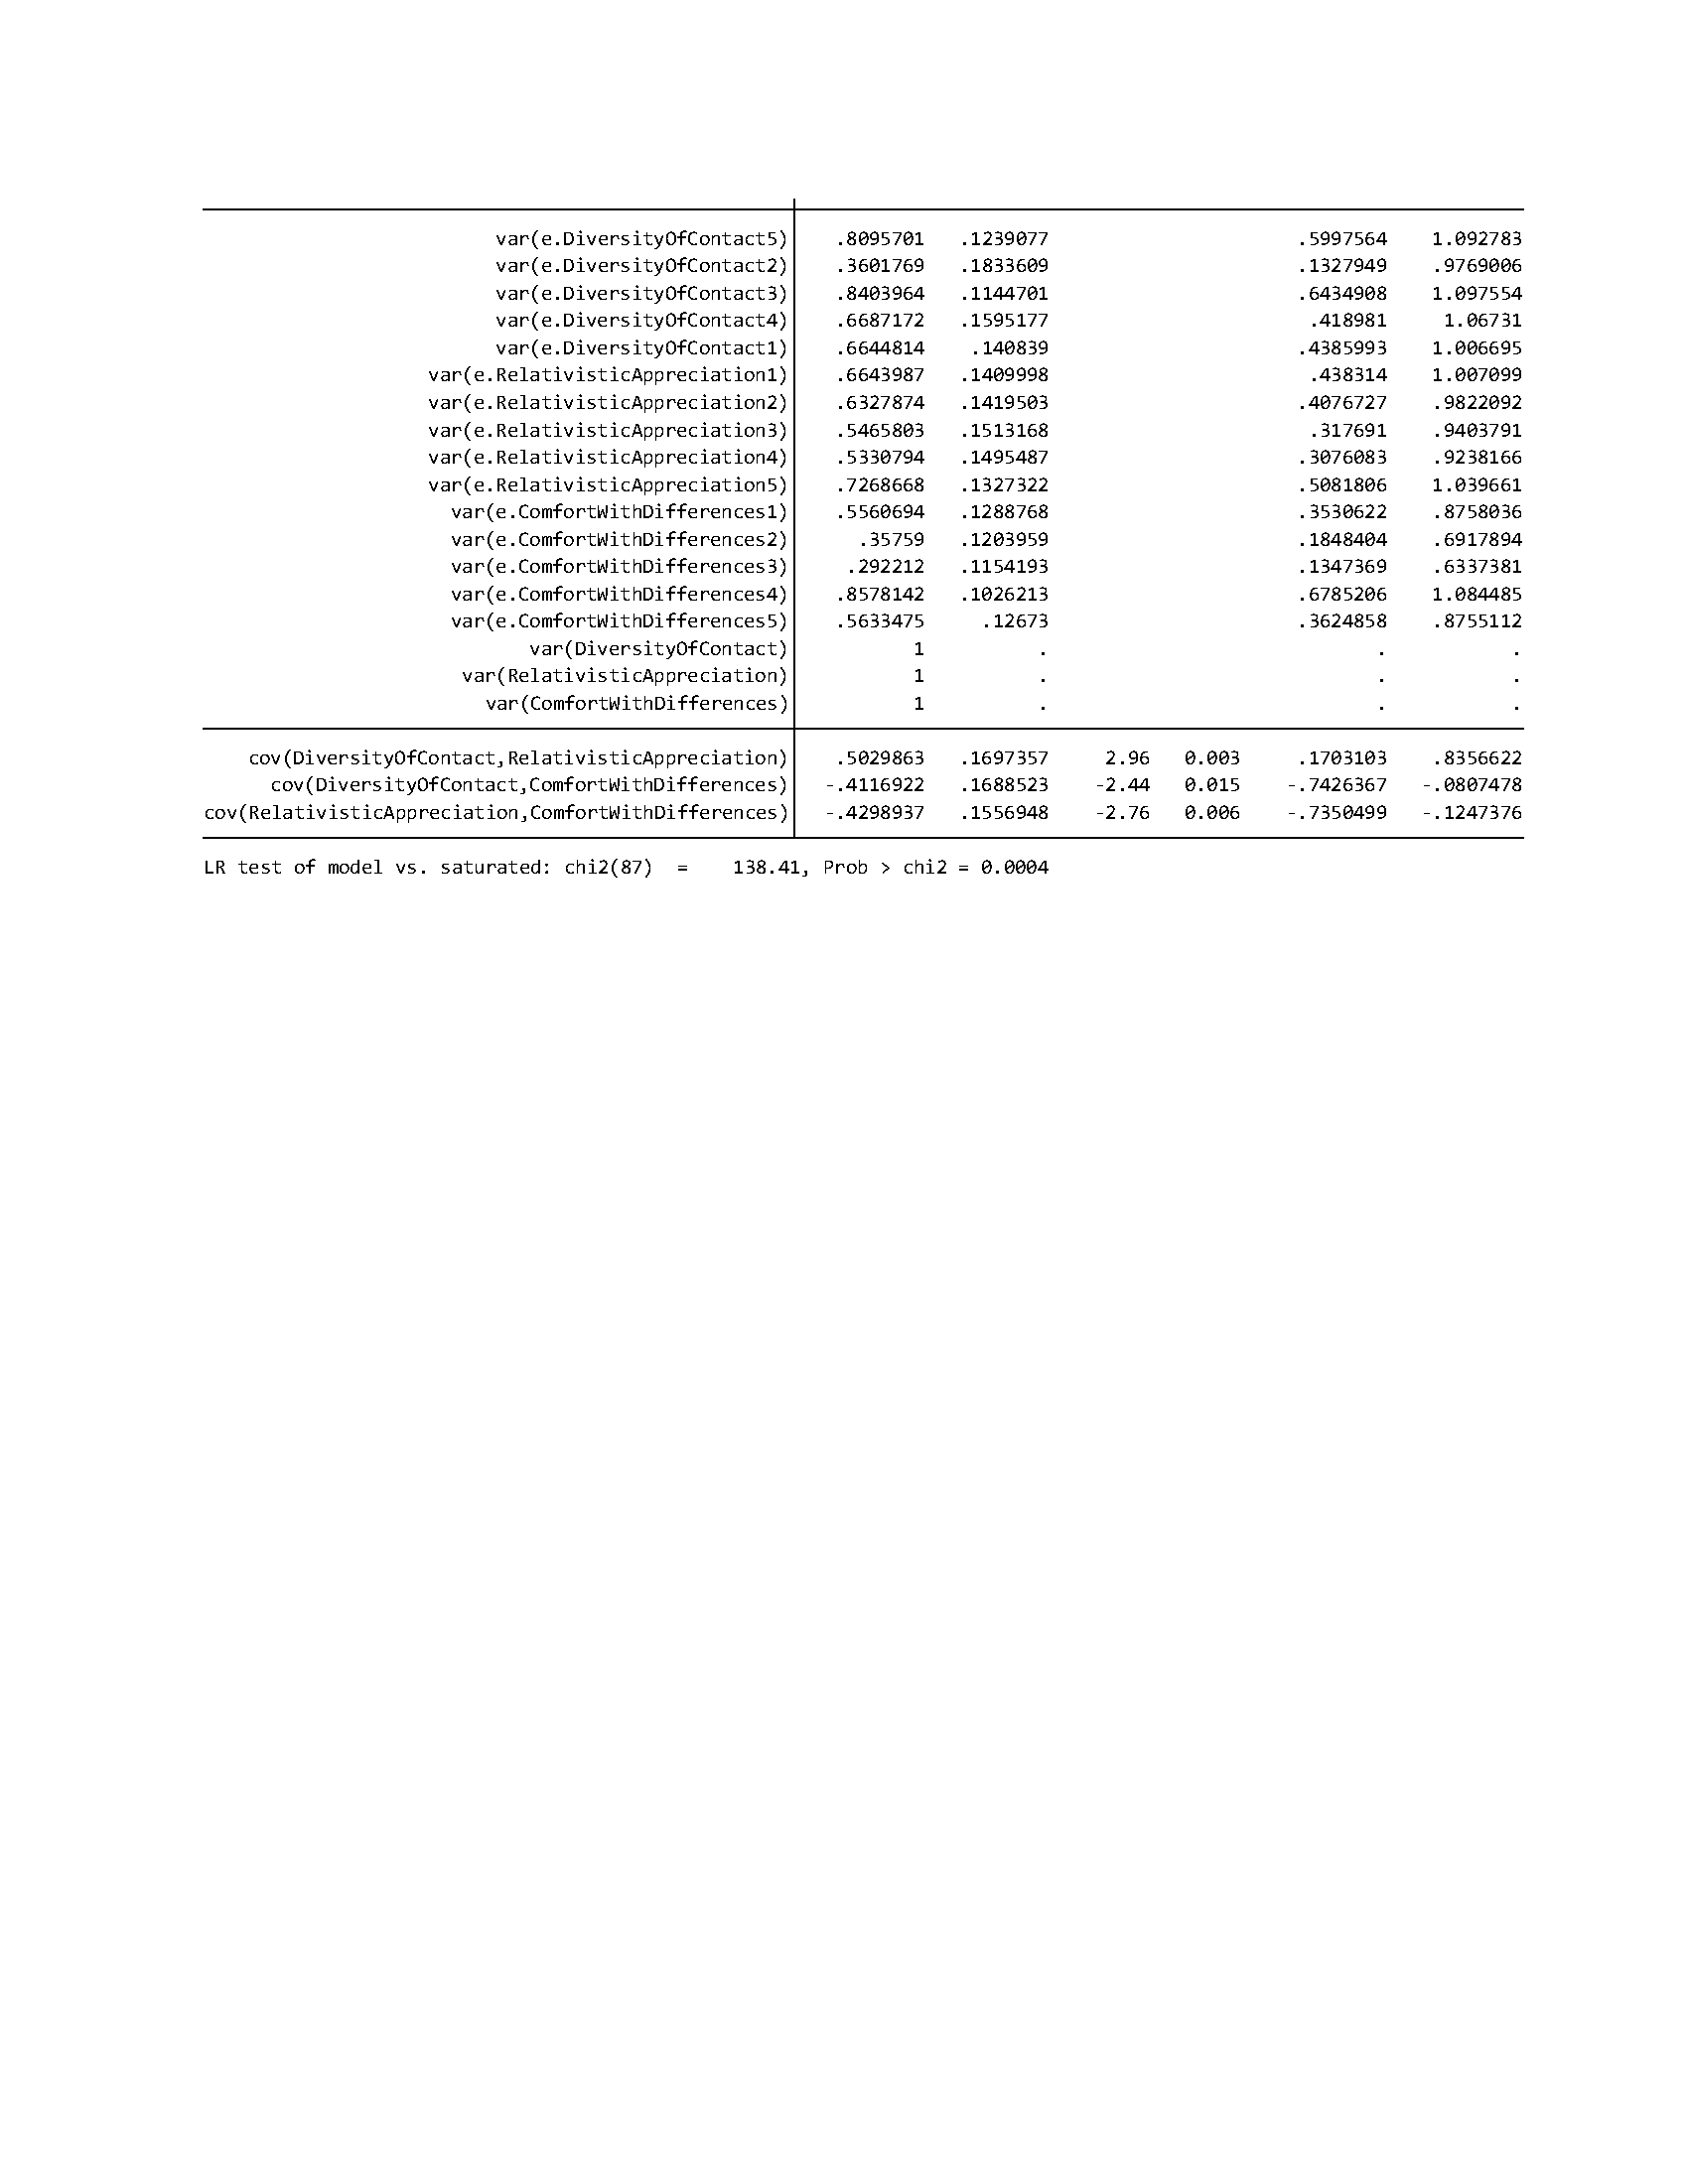 var(e.DiversityOfContact5) .8095701 .1239077 .5997564 1.092783
var(e.DiversityOfContact2) .3601769 .1833609 .1327949 .9769006
var(e.DiversityOfContact3) .8403964 .1144701 .6434908 1.097554
var(e.DiversityOfContact4) .6687172 .1595177 .418981 1.06731
var(e.DiversityOfContact1) .6644814 .140839 .4385993 1.006695
var(e.RelativisticAppreciation1) .6643987 .1409998 .438314 1.007099
var(e.RelativisticAppreciation2) .6327874 .1419503 .4076727 .9822092
var(e.RelativisticAppreciation3) .5465803 .1513168 .317691 .9403791
var(e.RelativisticAppreciation4) .5330794 .1495487 .3076083 .9238166
var(e.RelativisticAppreciation5) .7268668 .1327322 .5081806 1.039661
var(e.ComfortWithDifferences1) .5560694 .1288768 .3530622 .8758036
var(e.ComfortWithDifferences2) .35759 .1203959 .1848404 .6917894
var(e.ComfortWithDifferences3) .292212 .1154193 .1347369 .6337381
var(e.ComfortWithDifferences4) .8578142 .1026213 .6785206 1.084485
var(e.ComfortWithDifferences5) .5633475 .12673 .3624858 .8755112
var(DiversityOfContact) 1 . . .
var(RelativisticAppreciation) 1 . . .
var(ComfortWithDifferences) 1 . . .
cov(DiversityOfContact,RelativisticAppreciation) .5029863 .1697357 2.96 0.003 .1703103 .8356622
cov(DiversityOfContact,ComfortWithDifferences) -.4116922 .1688523 -2.44 0.015 -.7426367 -.0807478
cov(RelativisticAppreciation,ComfortWithDifferences) -.4298937 .1556948 -2.76 0.006 -.7350499 -.1247376
LR test of model vs. saturated: chi2(87) = 138.41, Prob > chi2 = 0.0004